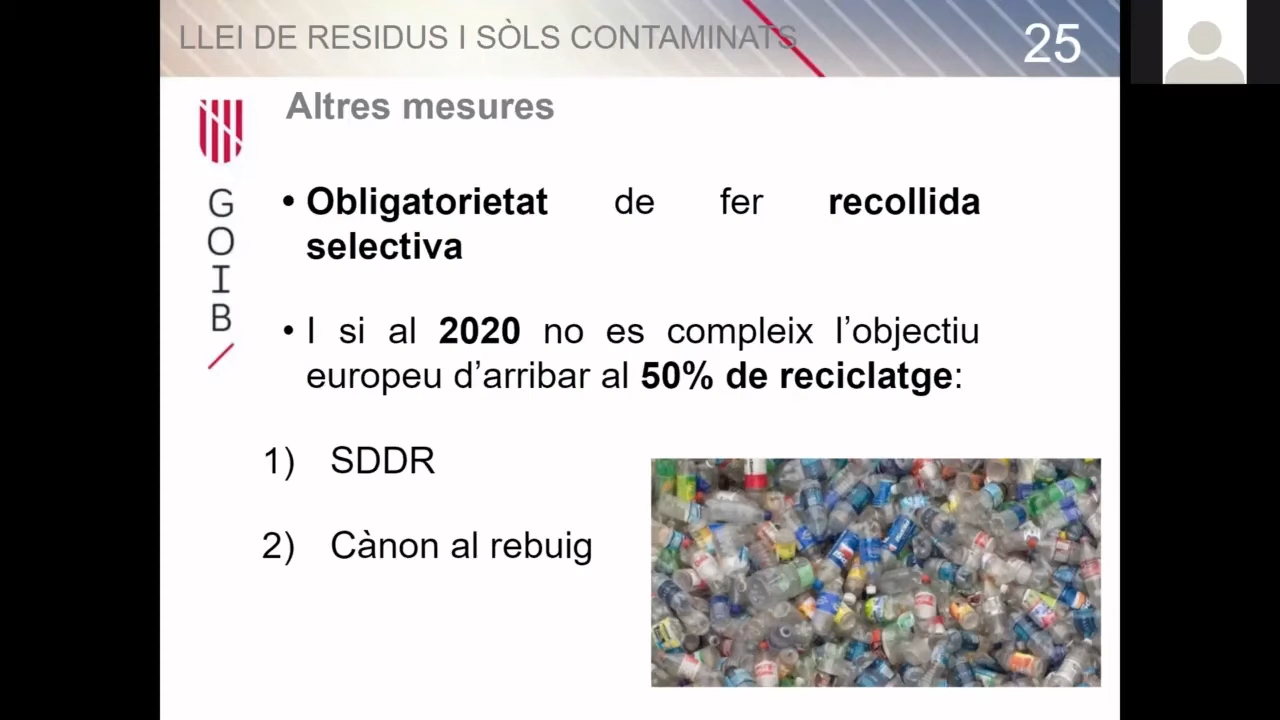 LLEI DE RESIDUS I SÒLS CONTAMINATS
25
Altres mesures
G
O
I
B
/
• Obligatorietat de fer recollida
selectiva
• I si al 2020 no es compleix l’objectiu
europeu d’arribar al 50% de reciclatge:
1) SDDR
2) Cànon al rebuig